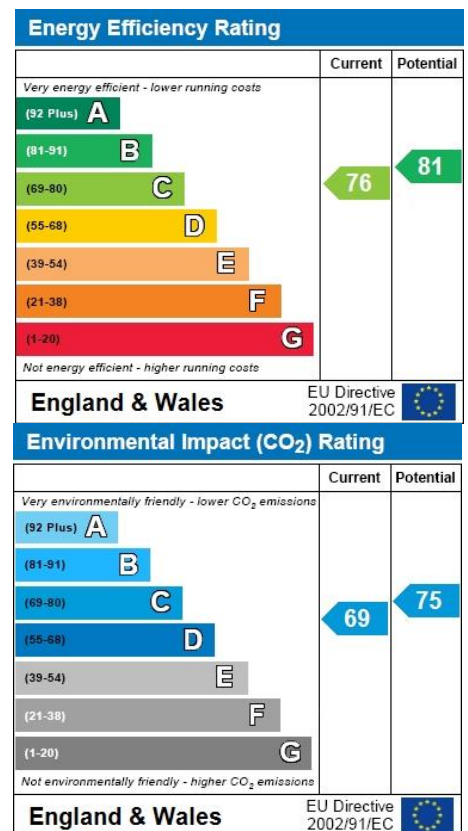 Energy Efficiency Rating
Current Potential
Very energy efficient - lower running costs
(92 Plus) A
(81-91) B
81
(69-80) C
76
(55-68) D
(39-54) E
(21-38) F
(1-20) G
Not energy efficient - higher running costs
England & Wales
EU Directive
2002/91/EC
Environmental Impact (CO₂) Rating
Current Potential
Very environmentally friendly - lower CO₂ emissions
(92 Plus) A
(81-91) B
(69-80) C
69
75
(55-68) D
(39-54) E
(21-38) F
(1-20) G
Not environmentally friendly - higher CO₂ emissions
England & Wales
EU Directive
2002/91/EC